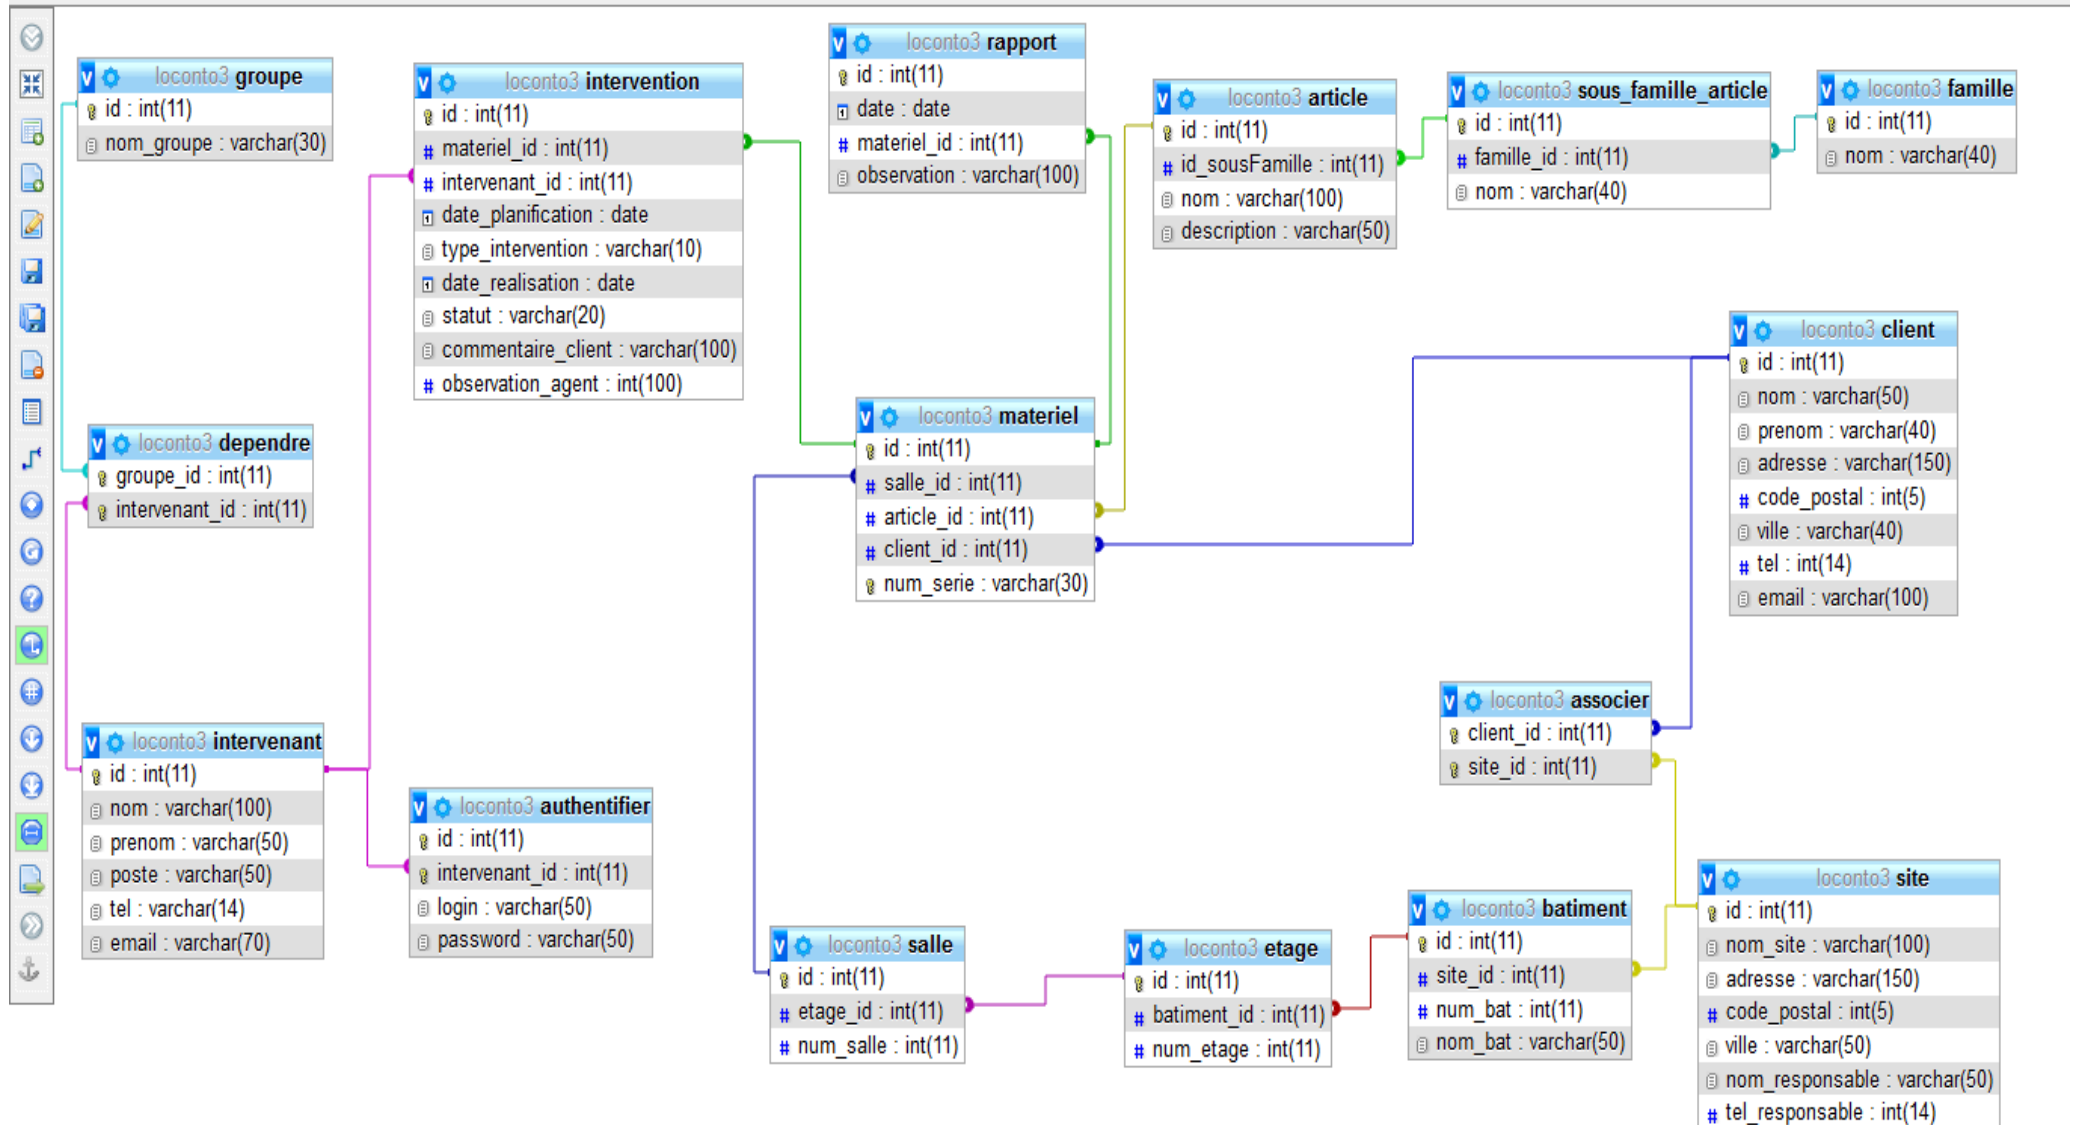 loconto3 groupe
id : int(11)
nom_groupe : varchar(30)
loconto3 intervention
id : int(11)
materiel_id : int(11)
intervenant_id : int(11)
date_planification : date
type_intervention : varchar(10)
date_realisation : date
statut : varchar(20)
commentaire_client : varchar(100)
observation_agent : int(100)
loconto3 rapport
id : int(11)
date : date
materiel_id : int(11)
observation : varchar(100)
loconto3 article
id : int(11)
id_sousFamille : int(11)
nom : varchar(100)
description : varchar(50)
loconto3 sous_famille_article
id : int(11)
famille_id : int(11)
nom : varchar(40)
loconto3 famille
id : int(11)
nom : varchar(40)
loconto3 client
id : int(11)
nom : varchar(50)
prenom : varchar(40)
adresse : varchar(150)
code_postal : int(5)
ville : varchar(40)
tel : int(14)
email : varchar(100)
loconto3 dependre
groupe_id : int(11)
intervenant_id : int(11)
loconto3 materiel
id : int(11)
salle_id : int(11)
article_id : int(11)
client_id : int(11)
num_serie : varchar(30)
loconto3 associer
client_id : int(11)
site_id : int(11)
loconto3 intervenant
id : int(11)
nom : varchar(100)
prenom : varchar(50)
poste : varchar(50)
tel : varchar(14)
email : varchar(70)
loconto3 authentifier
id : int(11)
intervenant_id : int(11)
login : varchar(50)
password : varchar(50)
loconto3 salle
id : int(11)
etage_id : int(11)
num_salle : int(11)
loconto3 etage
id : int(11)
batiment_id : int(11)
num_etage : int(11)
loconto3 batiment
id : int(11)
site_id : int(11)
num_bat : int(11)
nom_bat : varchar(50)
loconto3 site
id : int(11)
nom_site : varchar(100)
adresse : varchar(150)
code_postal : int(5)
ville : varchar(50)
nom_responsable : varchar(50)
tel_responsable : int(14)